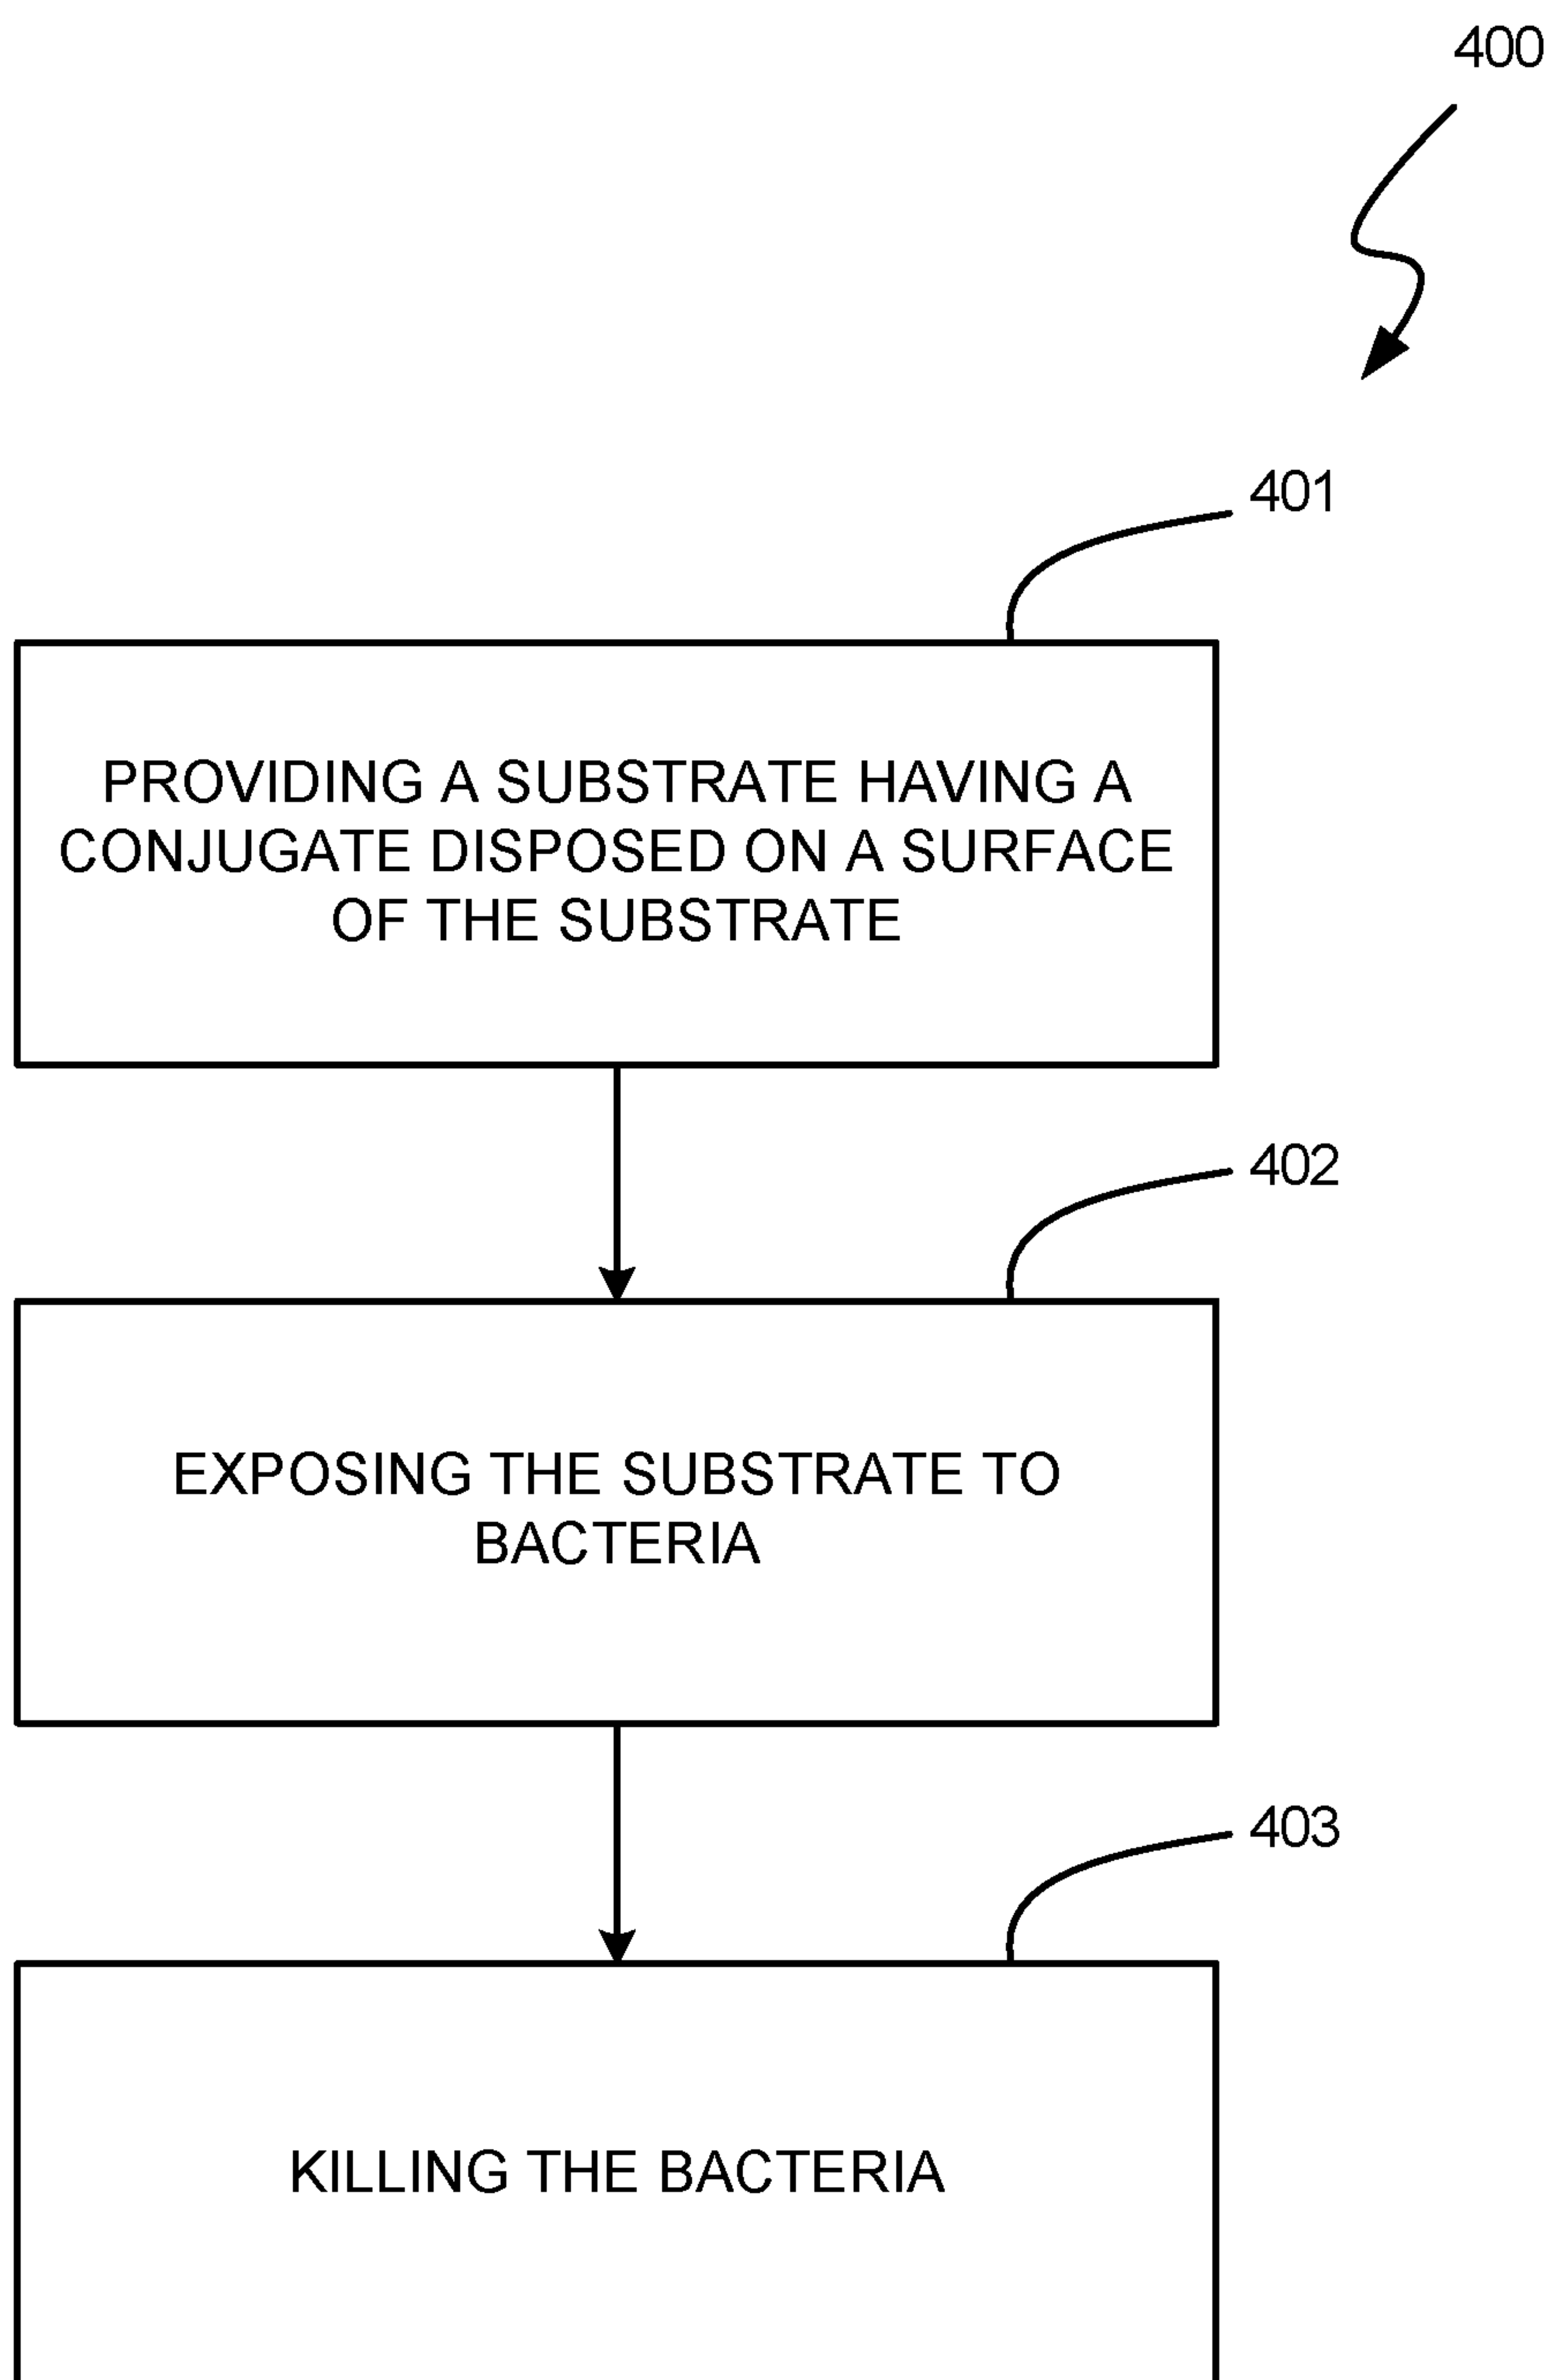 400
401
PROVIDING A SUBSTRATE HAVING A
CONJUGATE DISPOSED ON A SURFACE
OF THE SUBSTRATE
402
EXPOSING THE SUBSTRATE TO
BACTERIA
403
KILLING THE BACTERIA